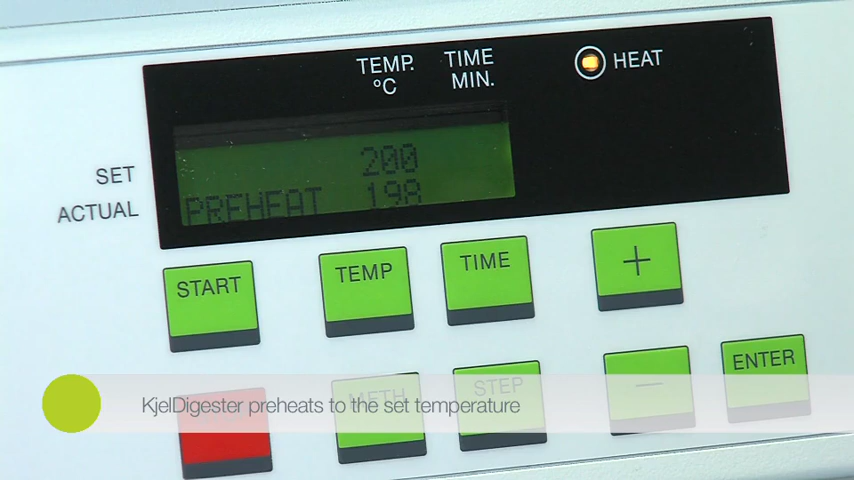 TEMP. TIME
°C MIN.
HEAT
SET 200
ACTUAL PREHEAT 198
START TEMP TIME +
METH STEP − ENTER
KjelDigester preheats to the set temperature